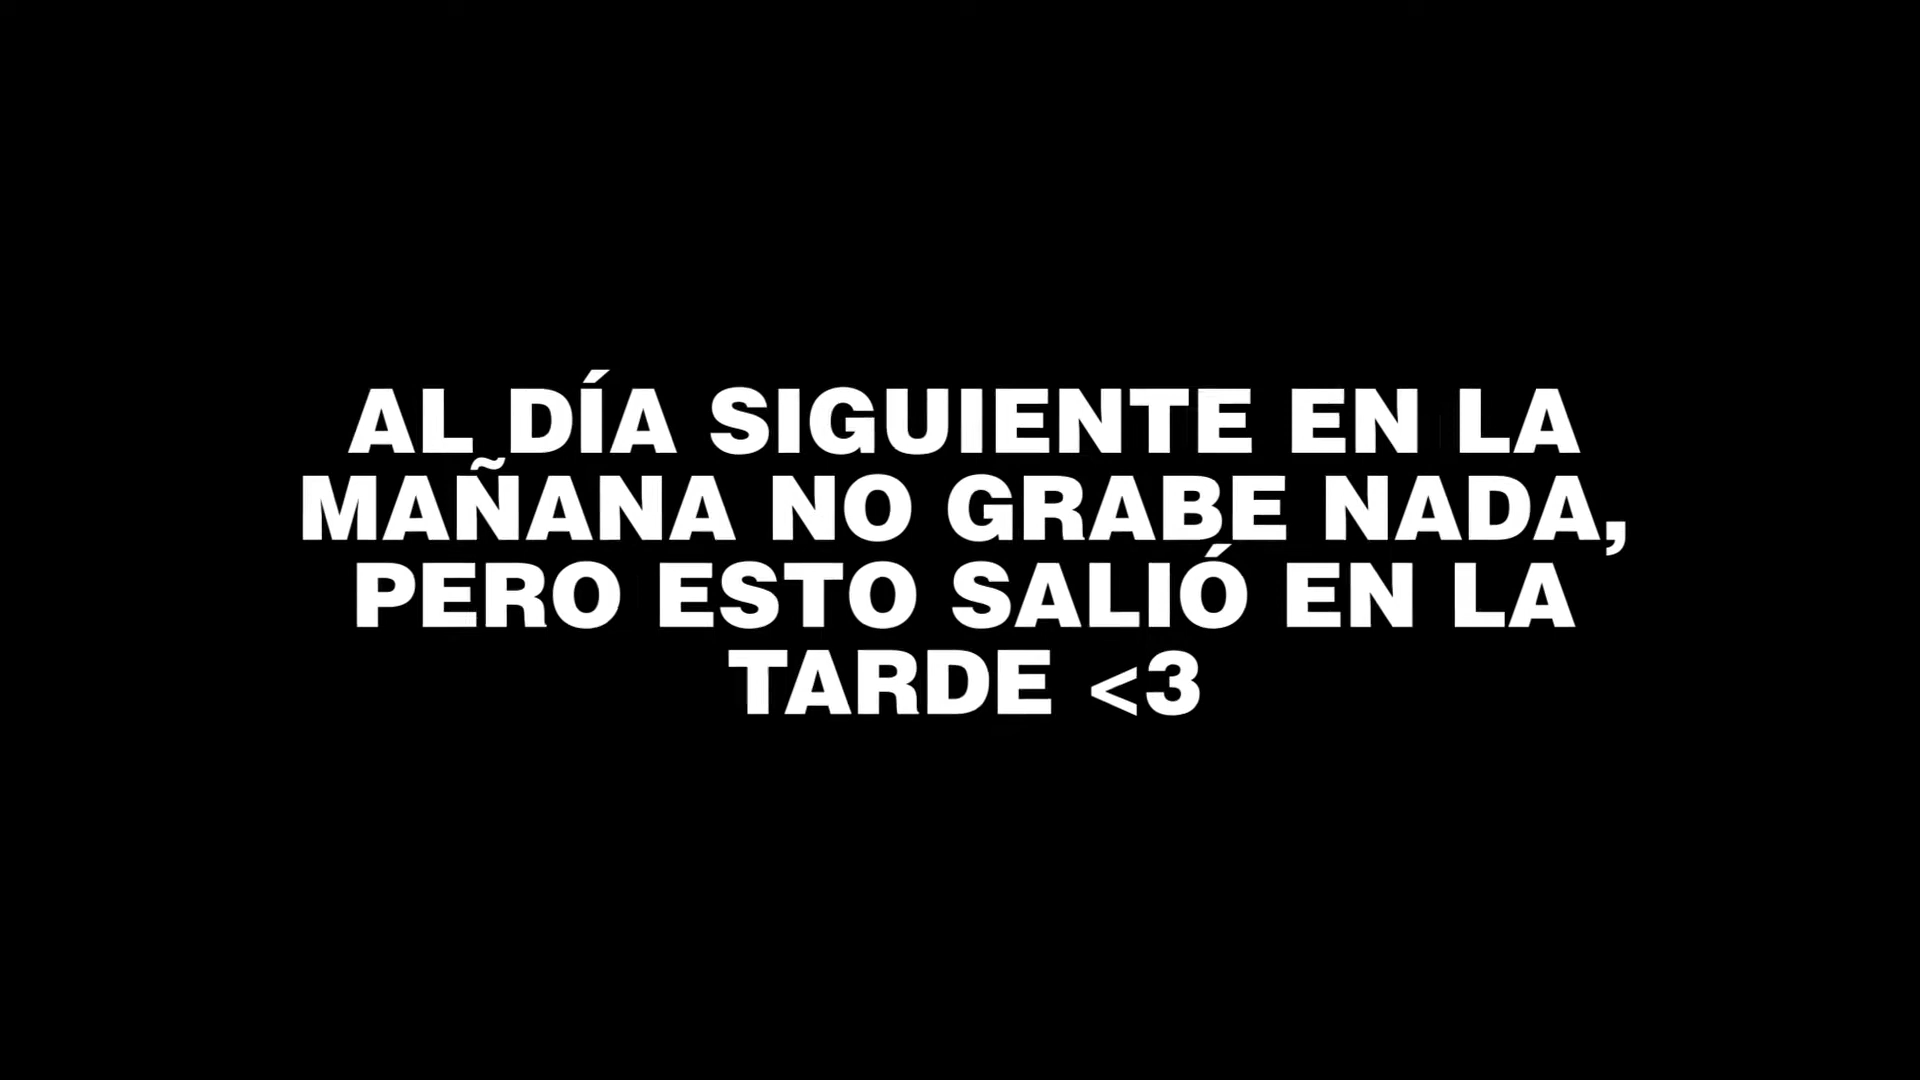 AL DÍA SIGUIENTE EN LA
MAÑANA NO GRABE NADA,
PERO ESTO SALIÓ EN LA
TARDE <3